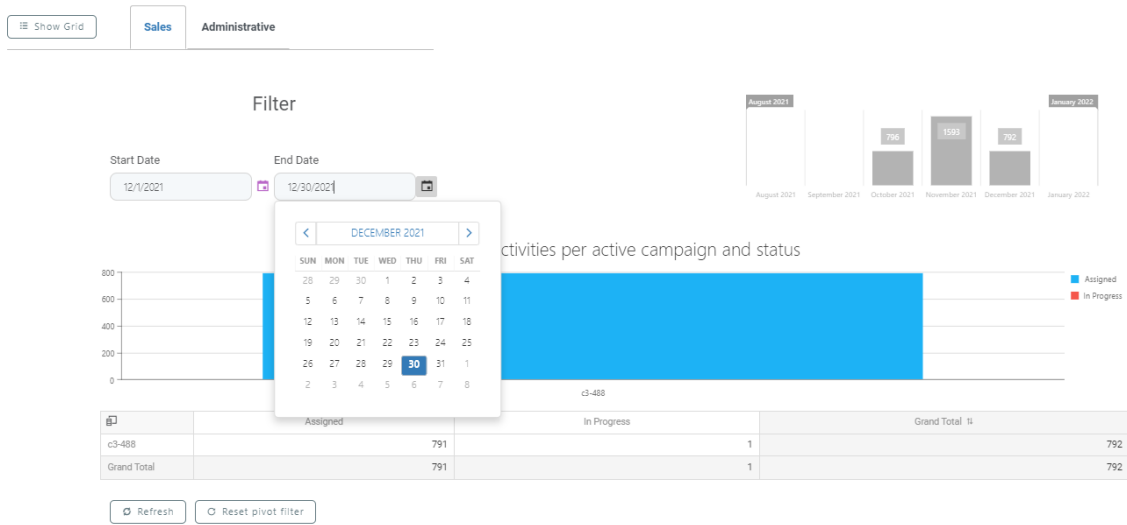 Show Grid
Sales
Administrative
Filter
Start Date
End Date
12/1/2021
12/30/2021
August 2021
January 2022
796
1593
792
August 2021 September 2021 October 2021 November 2021 December 2021 January 2022
DECEMBER 2021
SUN MON TUE WED THU FRI SAT
28 29 30 1 2 3 4
5 6 7 8 9 10 11
12 13 14 15 16 17 18
19 20 21 22 23 24 25
26 27 28 29 30 31 1
2 3 4 5 6 7 8
ctivities per active campaign and status
800
600
400
200
0
Assigned
In Progress
c3-488
Assigned In Progress Grand Total
c3-488 791 1 792
Grand Total 791 1 792
Refresh
Reset pivot filter